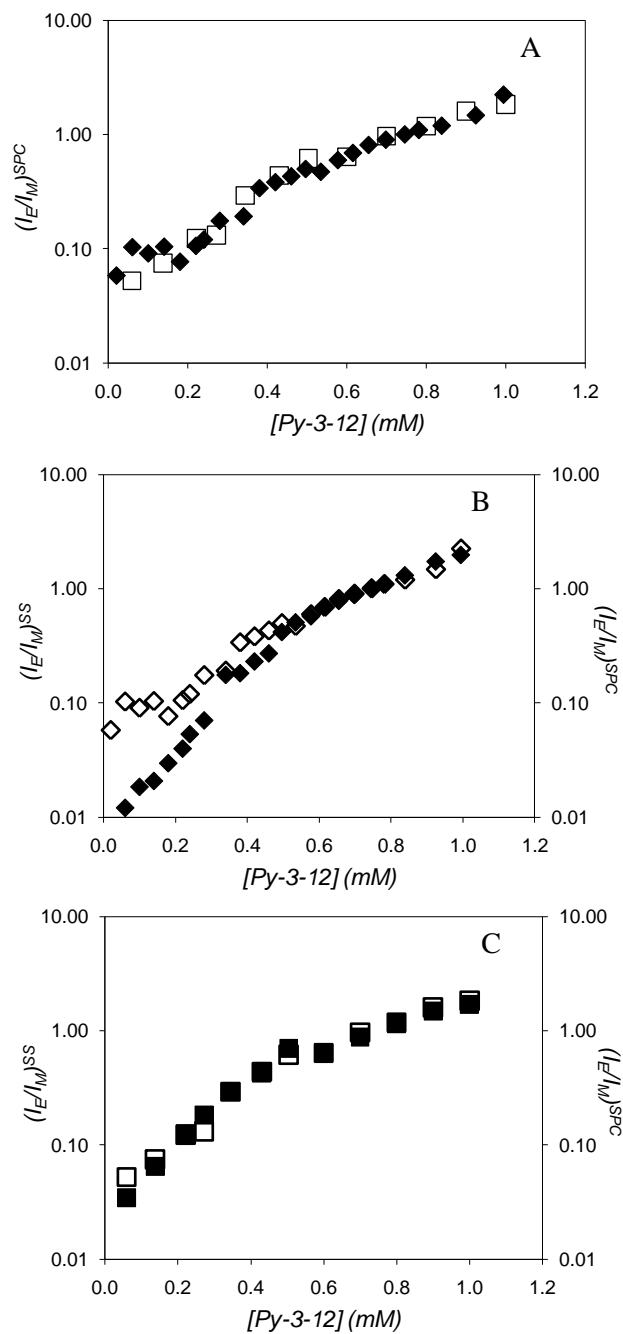 10.00
A
1.00
(I_E/I_M)^SPC
0.10
0.01
0.0 0.2 0.4 0.6 0.8 1.0 1.2
[Py-3-12] (mM)
10.00 10.00
B
1.00 1.00
(I_E/I_M)^SS (I_E/I_M)^SPC
0.10 0.10
0.01 0.01
0.0 0.2 0.4 0.6 0.8 1.0 1.2
[Py-3-12] (mM)
10.00 10.00
C
1.00 1.00
(I_E/I_M)^SS (I_E/I_M)^SPC
0.10 0.10
0.01 0.01
0.0 0.2 0.4 0.6 0.8 1.0 1.2
[Py-3-12] (mM)